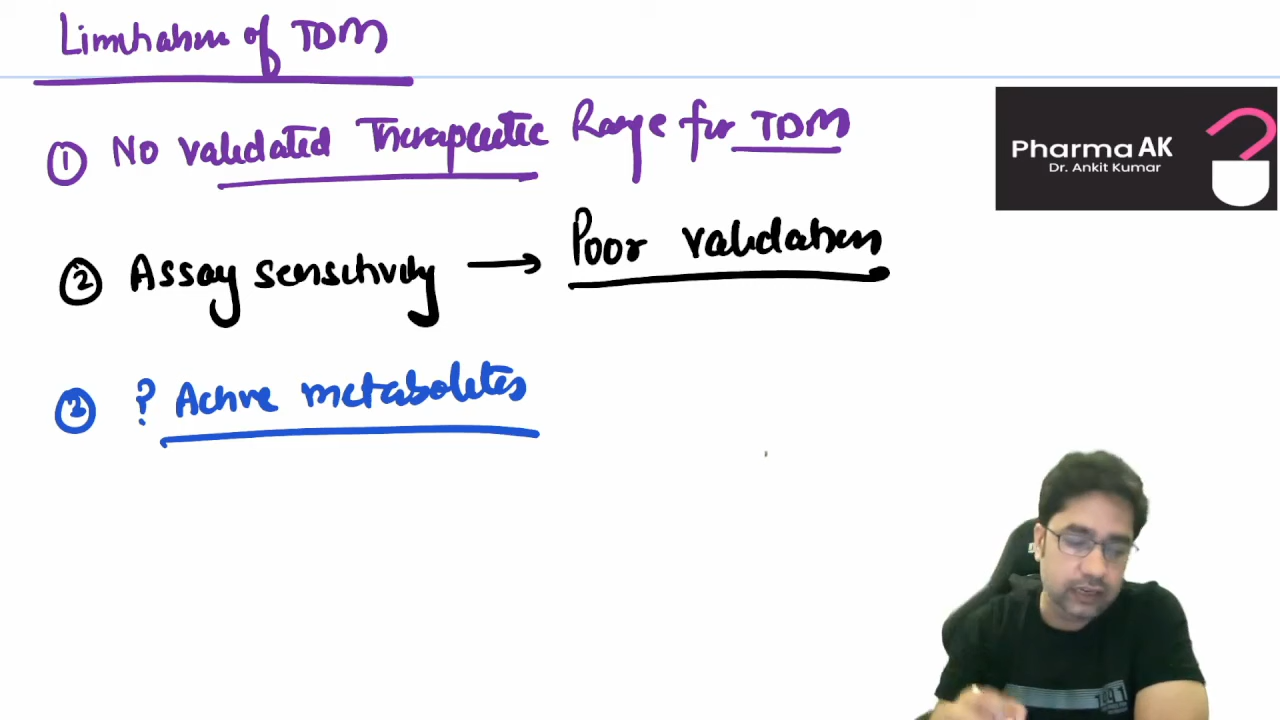 Limitations of TDM
① No validated Therapeutic Range for TDM
Pharma AK
Dr. Ankit Kumar
② Assay sensitivity → Poor validation
③ ? Active metabolites